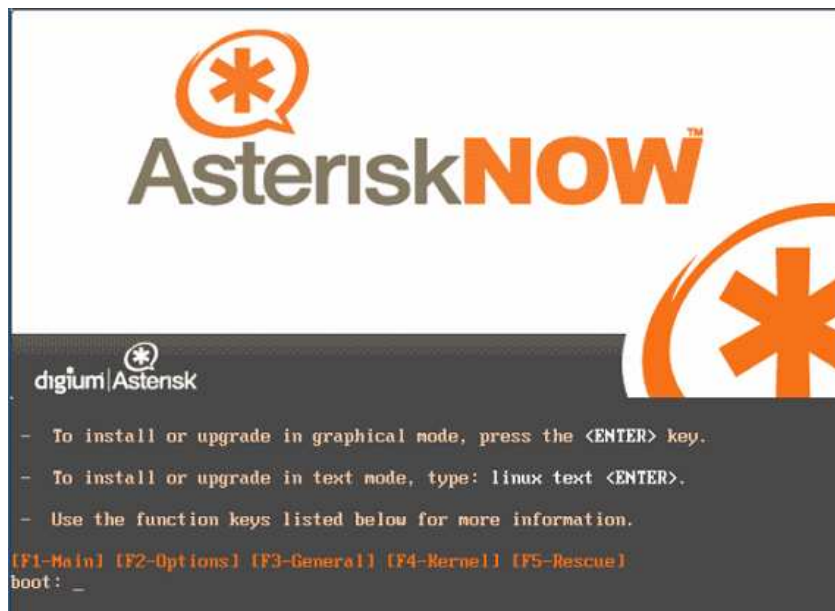 AsteriskNOW™
digium|Asterisk
- To install or upgrade in graphical mode, press the <ENTER> key.
- To install or upgrade in text mode, type: linux text <ENTER>.
- Use the function keys listed below for more information.
[F1-Main] [F2-Options] [F3-General] [F4-Kernel] [F5-Rescue]
boot: _